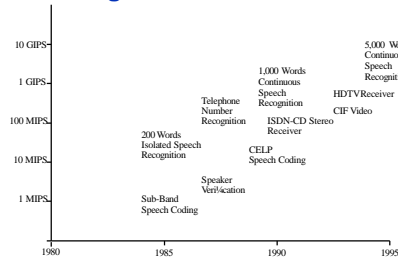 10 GIPS
1 GIPS
100 MIPS
10 MIPS
1 MIPS
5,000
Continuo
Speech
Recognit
1,000 Words
Continuous
Speech
Recognition
HDTV Receiver
CIF Video
Telephone
Number
Recognition
ISDN-CD Stereo
Receiver
200 Words
Isolated Speech
Recognition
CELP
Speech Coding
Speaker
Veri¼cation
Sub-Band
Speech Coding
1980
1985
1990
1995